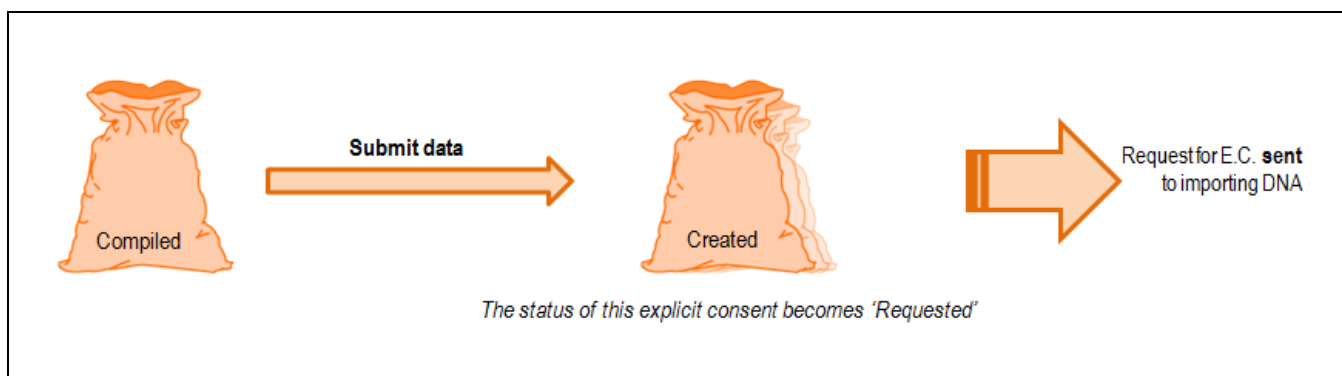 Compiled
Submit data
Created
The status of this explicit consent becomes ‘Requested’
Request for E.C. sent
to importing DNA